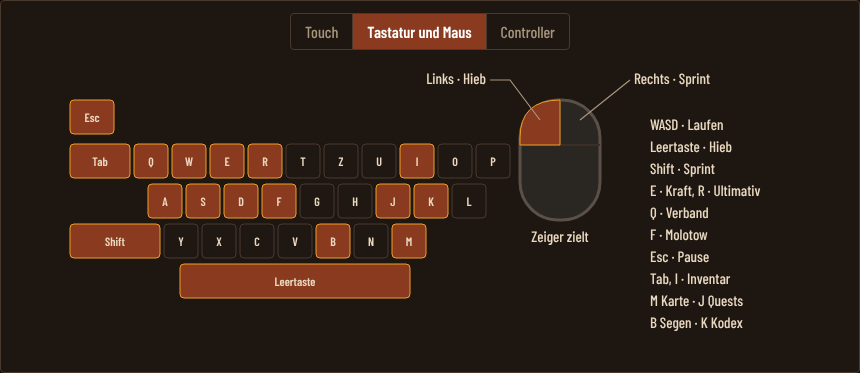 Touch Tastatur und Maus Controller
Links · Hieb Rechts · Sprint
Esc
Tab Q W E R T Z U I O P
A S D F G H J K L
Shift Y X C V B N M
Leertaste
Zeiger zielt
WASD · Laufen
Leertaste · Hieb
Shift · Sprint
E · Kraft, R · Ultimativ
Q · Verband
F · Molotow
Esc · Pause
Tab, I · Inventar
M Karte · J Quests
B Segen · K Kodex